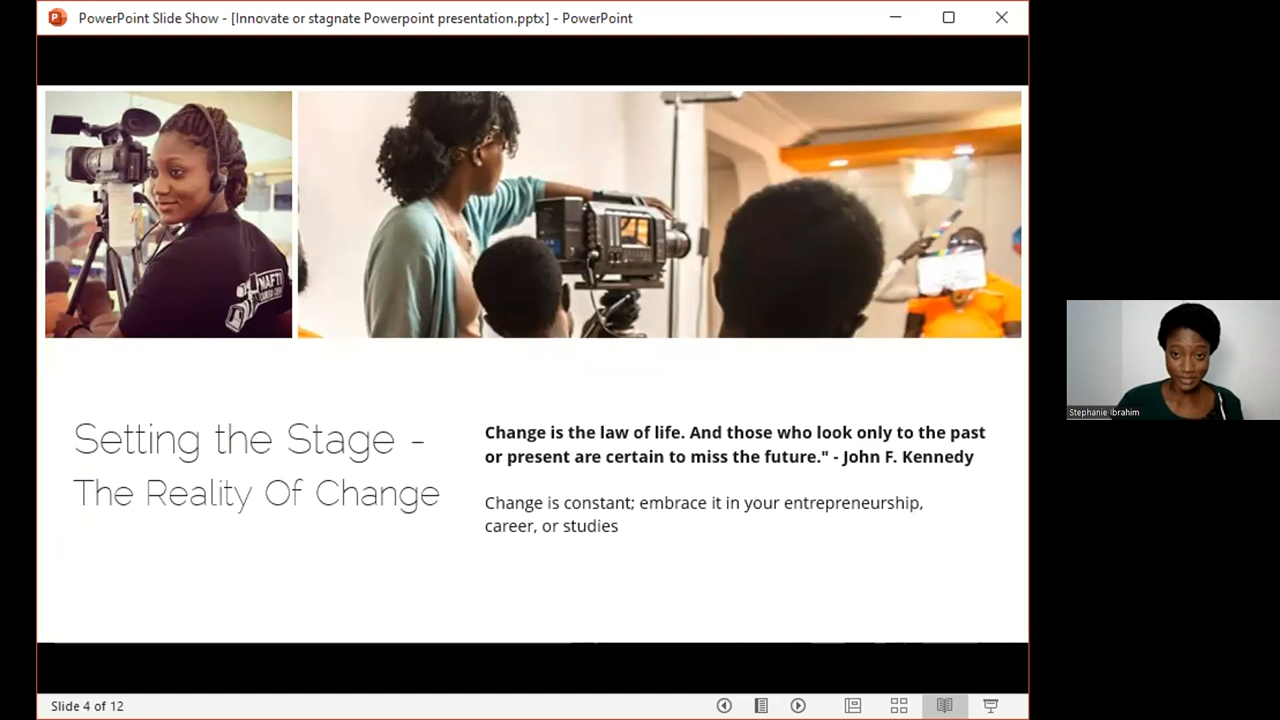 PowerPoint Slide Show - [Innovate or stagnate Powerpoint presentation.pptx] - PowerPoint
NAFTI
Setting the Stage -
The Reality Of Change
Change is the law of life. And those who look only to the past
or present are certain to miss the future." - John F. Kennedy
Change is constant; embrace it in your entrepreneurship,
career, or studies
Stephanie Ibrahim
Slide 4 of 12